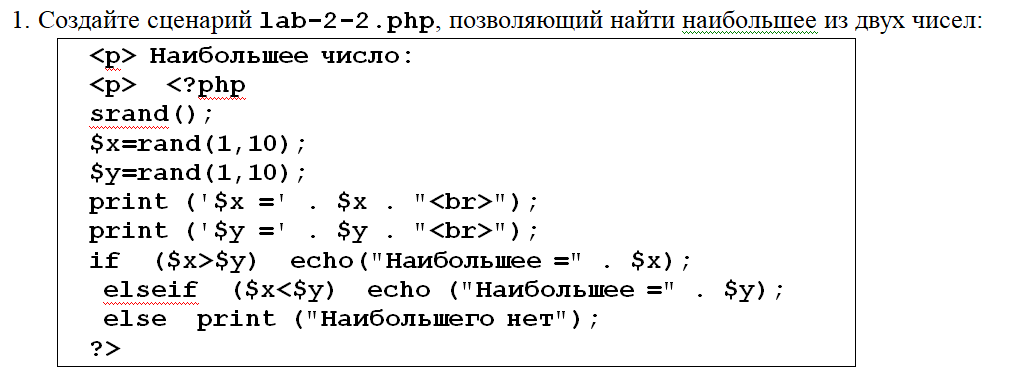 1. Создайте сценарий lab-2-2.php, позволяющий найти наибольшее из двух чисел:
<p> Наибольшее число:
<p>  <?php
srand();
$x=rand(1,10);
$y=rand(1,10);
print ('$x =' . $x . "<br>");
print ('$y =' . $y . "<br>");
if  ($x>$y)  echo("Наибольшее =" . $x);
 elseif  ($x<$y)  echo ("Наибольшее =" . $y);
 else  print ("Наибольшего нет");
?>